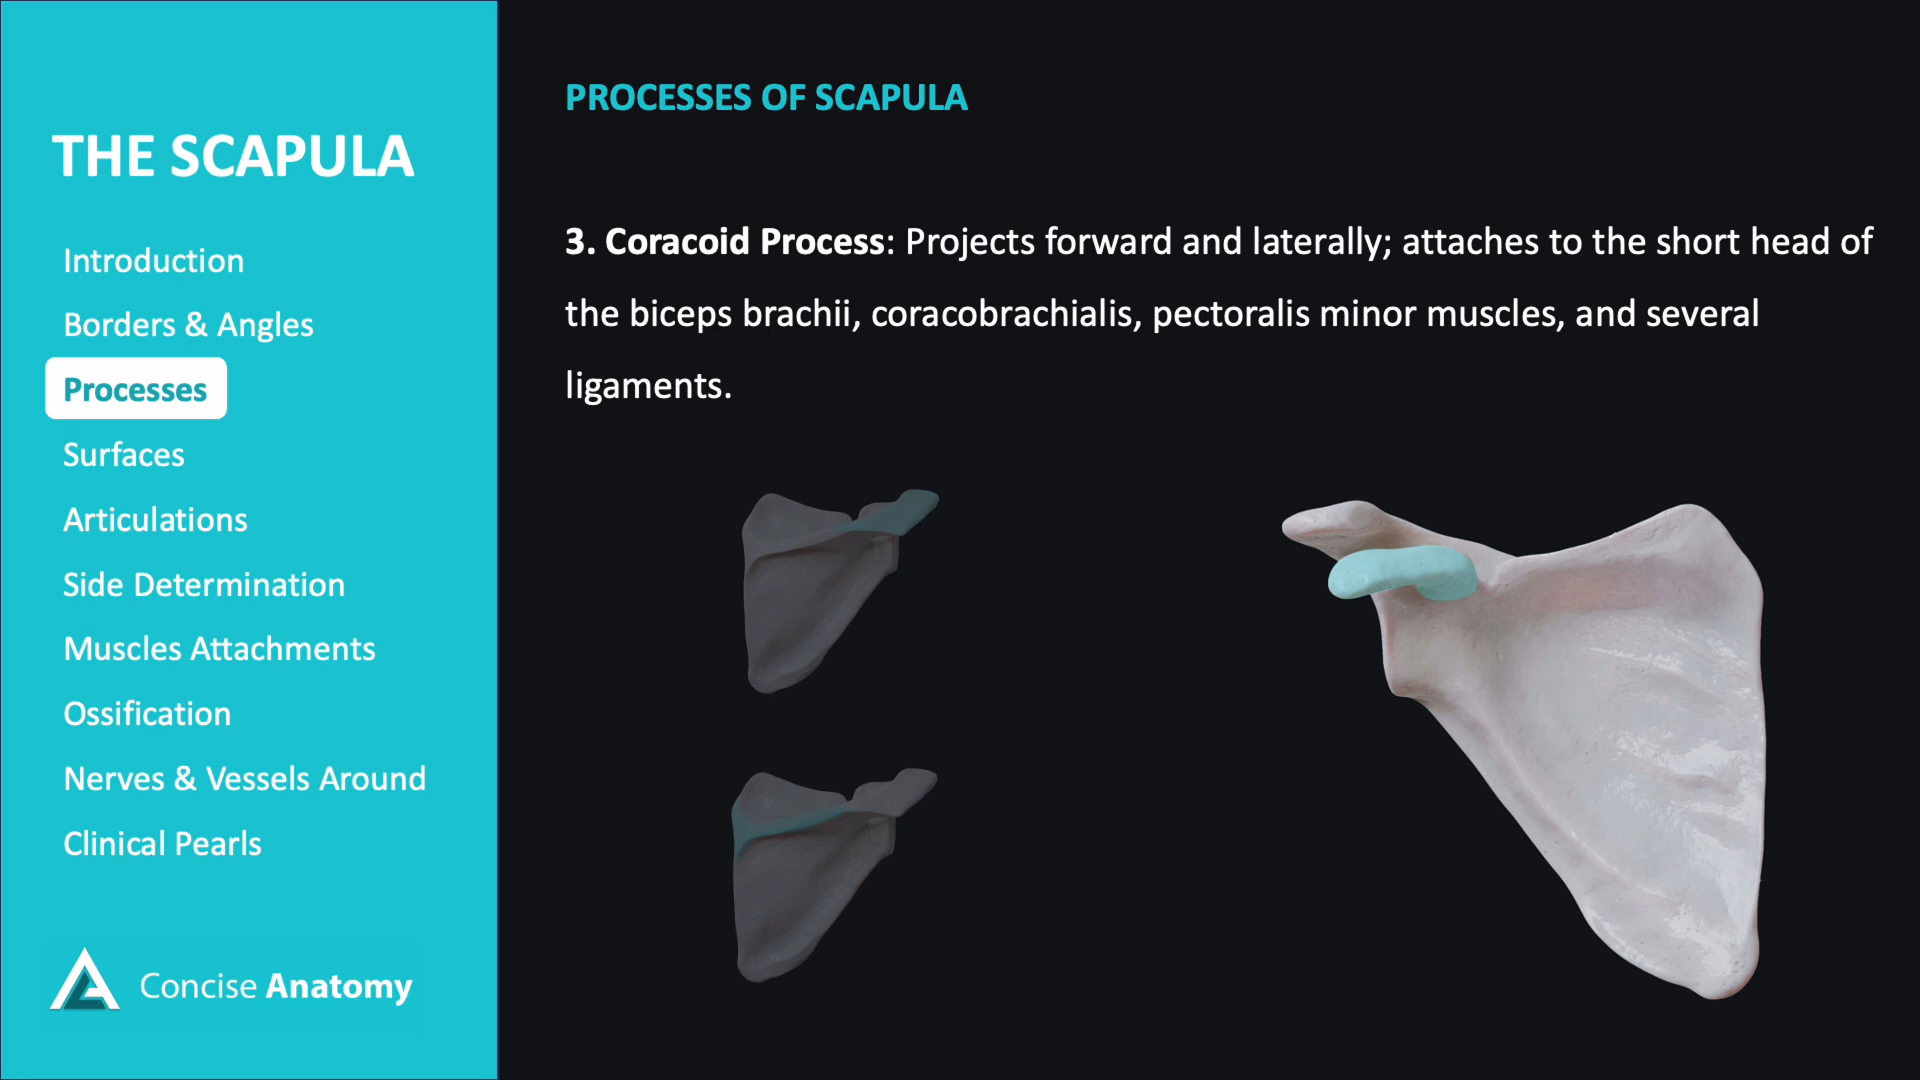 THE SCAPULA
Introduction
Borders & Angles
Processes
Surfaces
Articulations
Side Determination
Muscles Attachments
Ossification
Nerves & Vessels Around
Clinical Pearls
Concise Anatomy
PROCESSES OF SCAPULA
3. Coracoid Process: Projects forward and laterally; attaches to the short head of
the biceps brachii, coracobrachialis, pectoralis minor muscles, and several
ligaments.